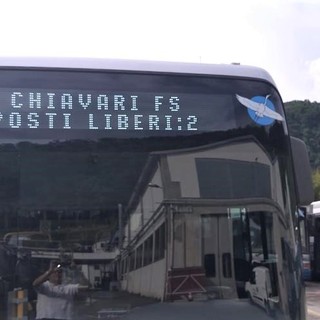 CHIAVARI FS
POSTI LIBERI:2